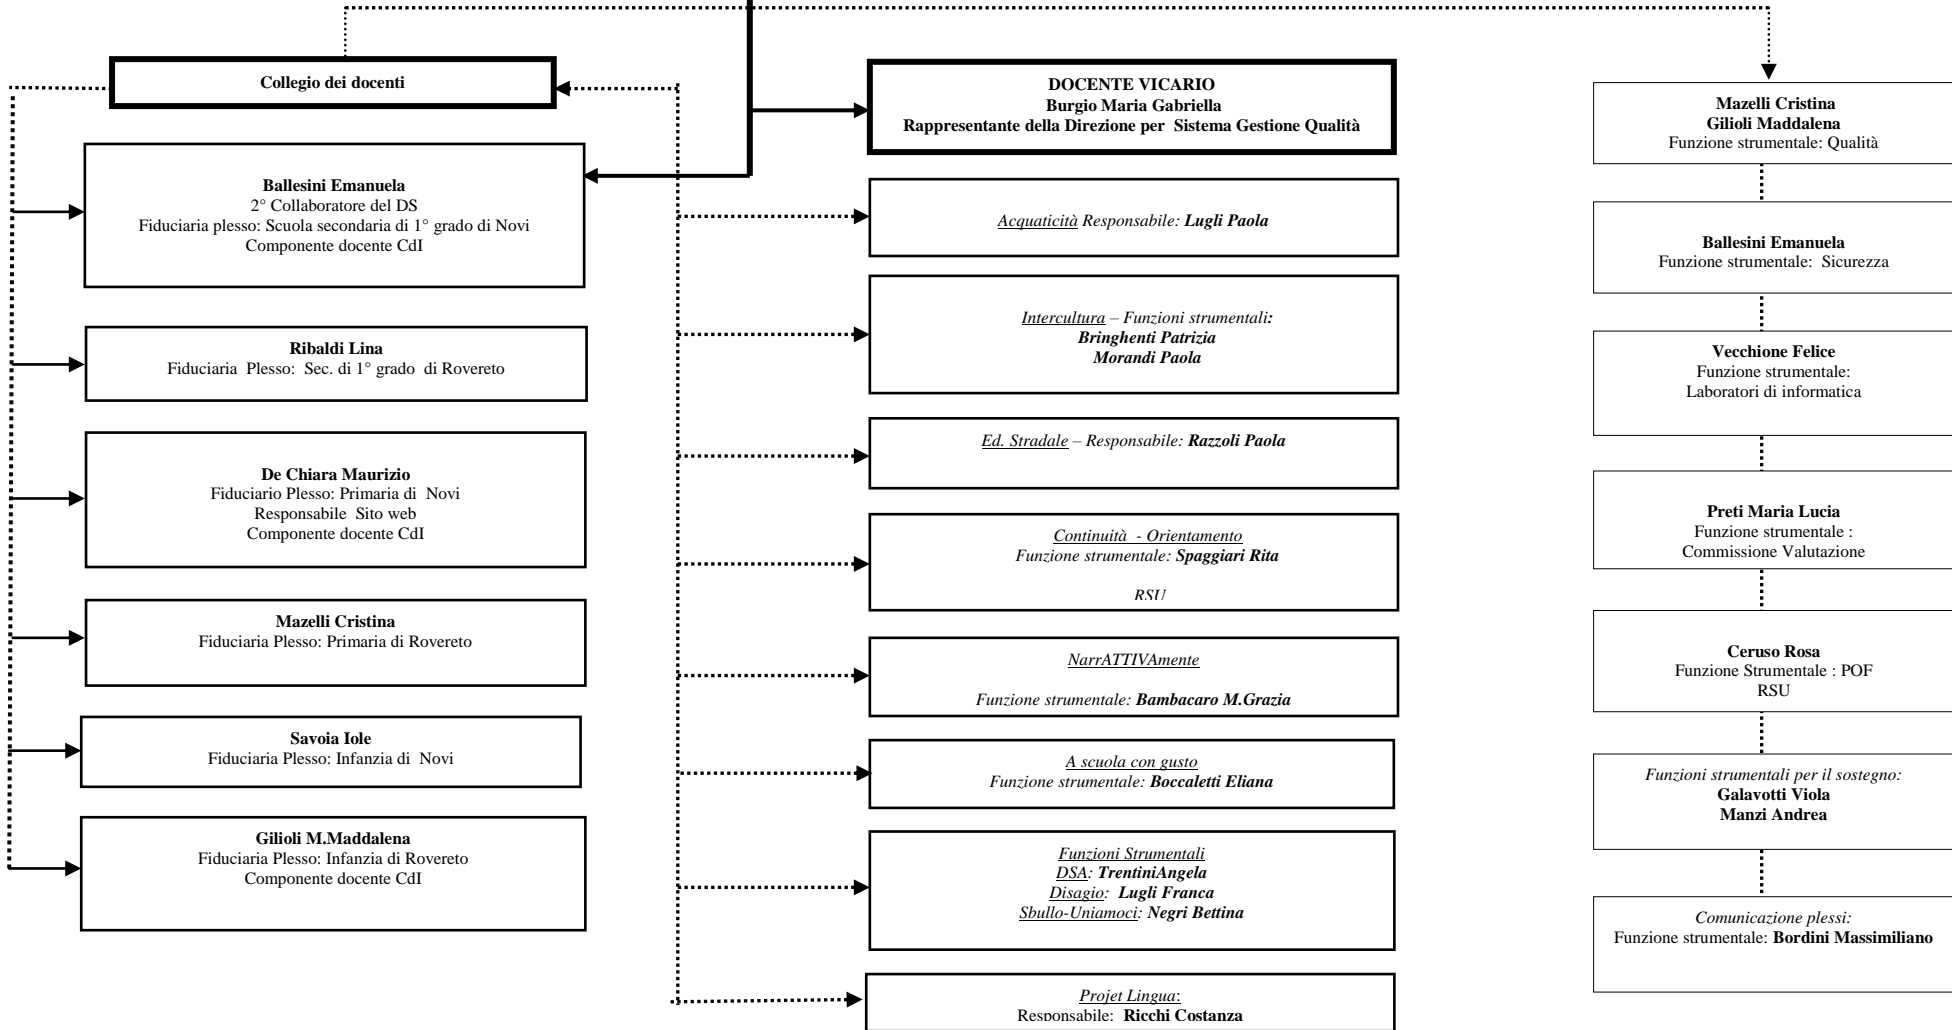 Collegio dei docenti
Ballesini Emanuela
2° Collaboratore del DS
Fiduciaria plesso: Scuola secondaria di 1° grado di Novi
Componente docente CdI
Ribaldi Lina
Fiduciaria Plesso: Sec. di 1° grado di Rovereto
De Chiara Maurizio
Fiduciario Plesso: Primaria di Novi
Responsabile Sito web
Componente docente CdI
Mazelli Cristina
Fiduciaria Plesso: Primaria di Rovereto
Savoia Iole
Fiduciaria Plesso: Infanzia di Novi
Gilioli M.Maddalena
Fiduciaria Plesso: Infanzia di Rovereto
Componente docente CdI
DOCENTE VICARIO
Burgio Maria Gabriella
Rappresentante della Direzione per Sistema Gestione Qualità
Acquaticità Responsabile: Lugli Paola
Intercultura – Funzioni strumentali:
Bringhenti Patrizia
Morandi Paola
Ed. Stradale – Responsabile: Razzoli Paola
Continuità - Orientamento
Funzione strumentale: Spaggiari Rita
RSU
NarrATTIVAmente
Funzione strumentale: Bambacaro M.Grazia
A scuola con gusto
Funzione strumentale: Boccaletti Eliana
Funzioni Strumentali
DSA: TrentiniAngela
Disagio: Lugli Franca
Sbullo-Uniamoci: Negri Bettina
Projet Lingua:
Responsabile: Ricchi Costanza
Mazelli Cristina
Gilioli Maddalena
Funzione strumentale: Qualità
Ballesini Emanuela
Funzione strumentale: Sicurezza
Vecchione Felice
Funzione strumentale:
Laboratori di informatica
Preti Maria Lucia
Funzione strumentale :
Commissione Valutazione
Ceruso Rosa
Funzione Strumentale : POF
RSU
Funzioni strumentali per il sostegno:
Galavotti Viola
Manzi Andrea
Comunicazione plessi:
Funzione strumentale: Bordini Massimiliano